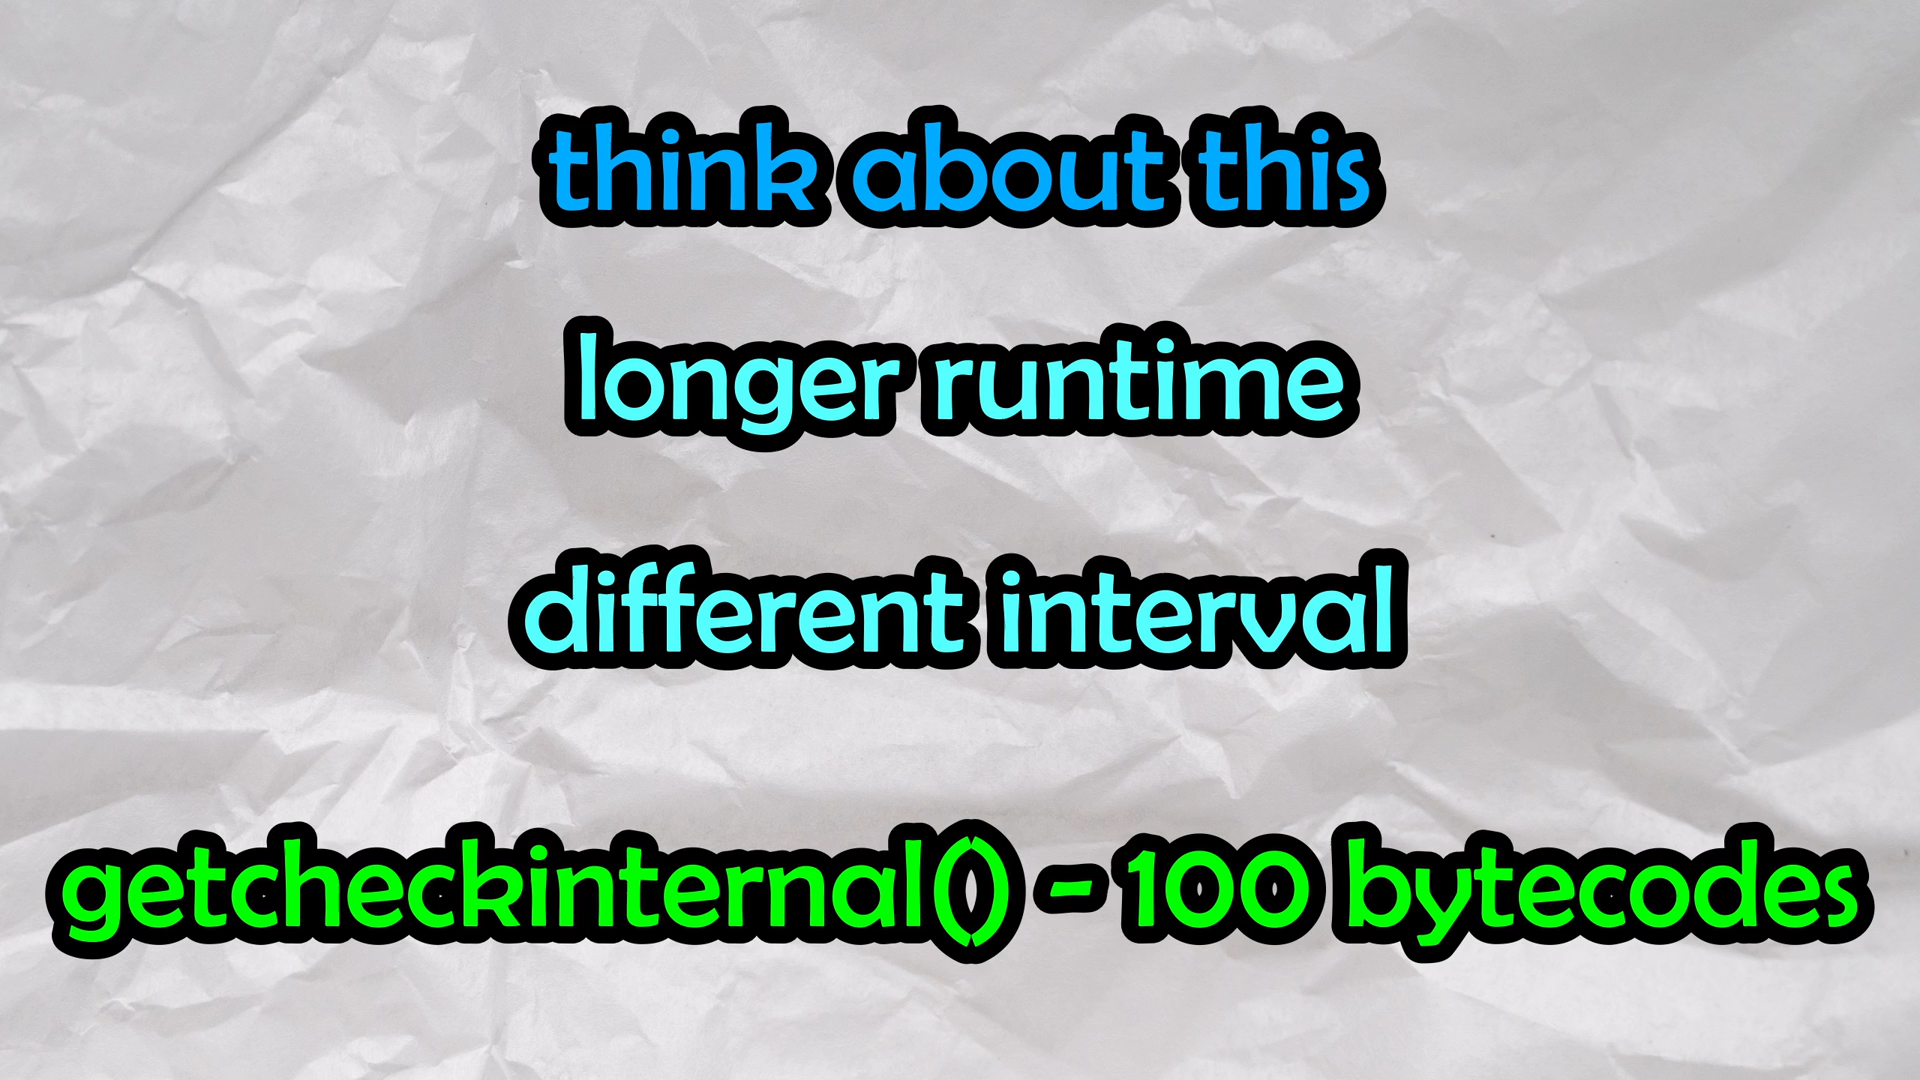 think about this
longer runtime
different interval
getcheckinternal() - 100 bytecodes